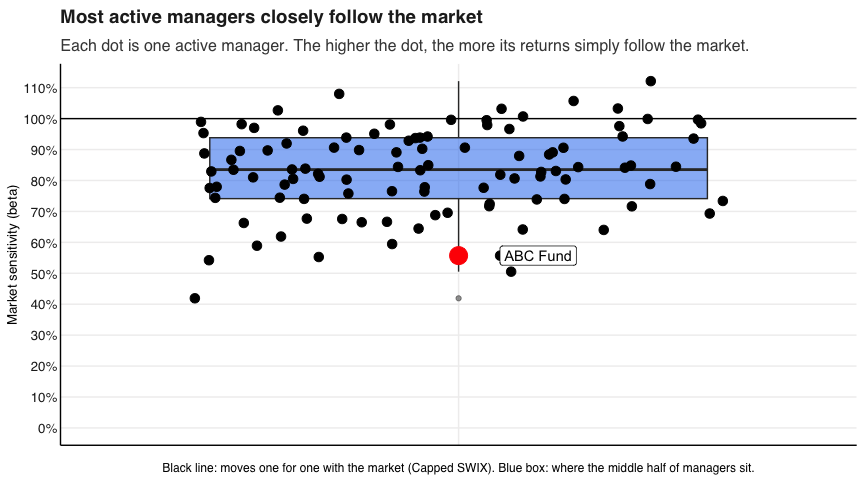 Most active managers closely follow the market
Each dot is one active manager. The higher the dot, the more its returns simply follow the market.
Market sensitivity (beta)
110%
100%
90%
80%
70%
60%
50%
40%
30%
20%
10%
0%
ABC Fund
Black line: moves one for one with the market (Capped SWIX). Blue box: where the middle half of managers sit.